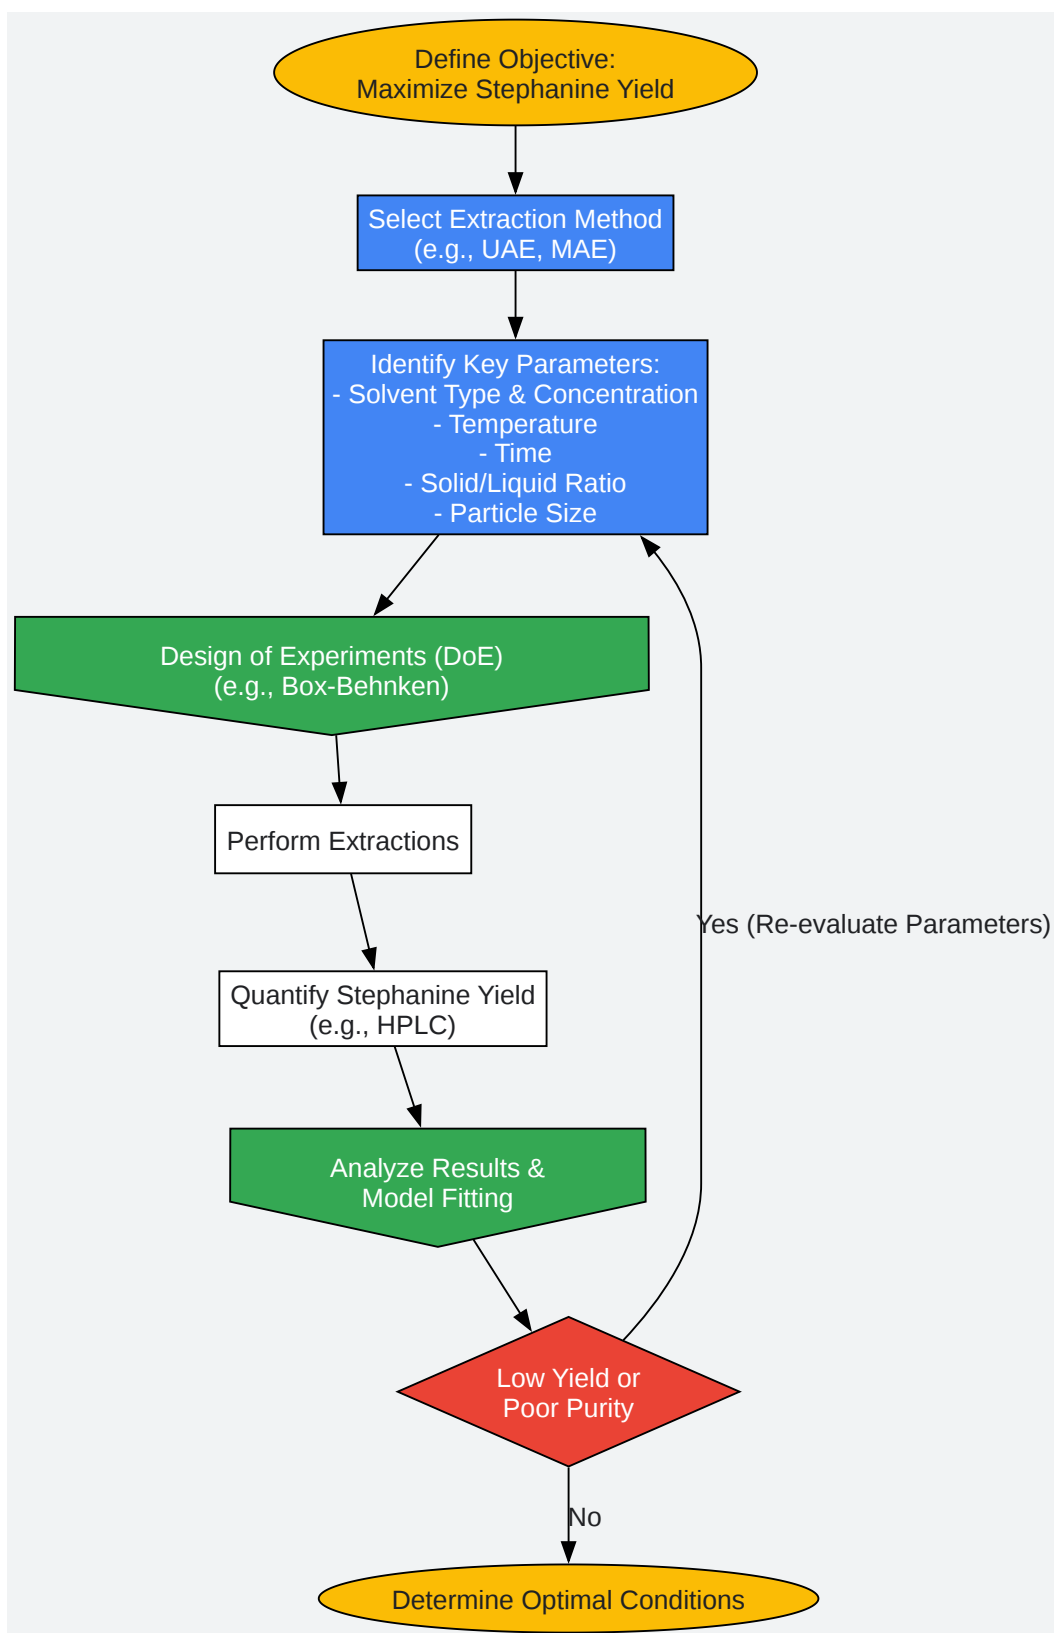 Define Objective:
Maximize Stephanine Yield
Select Extraction Method
(e.g., UAE, MAE)
Identify Key Parameters:
- Solvent Type & Concentration
- Temperature
- Time
- Solid/Liquid Ratio
- Particle Size
Design of Experiments (DoE)
(e.g., Box-Behnken)
Perform Extractions
Yes (Re-evaluate Parameters)
Quantify Stephanine Yield
(e.g., HPLC)
Analyze Results &
Model Fitting
Low Yield or
Poor Purity
No
Determine Optimal Conditions